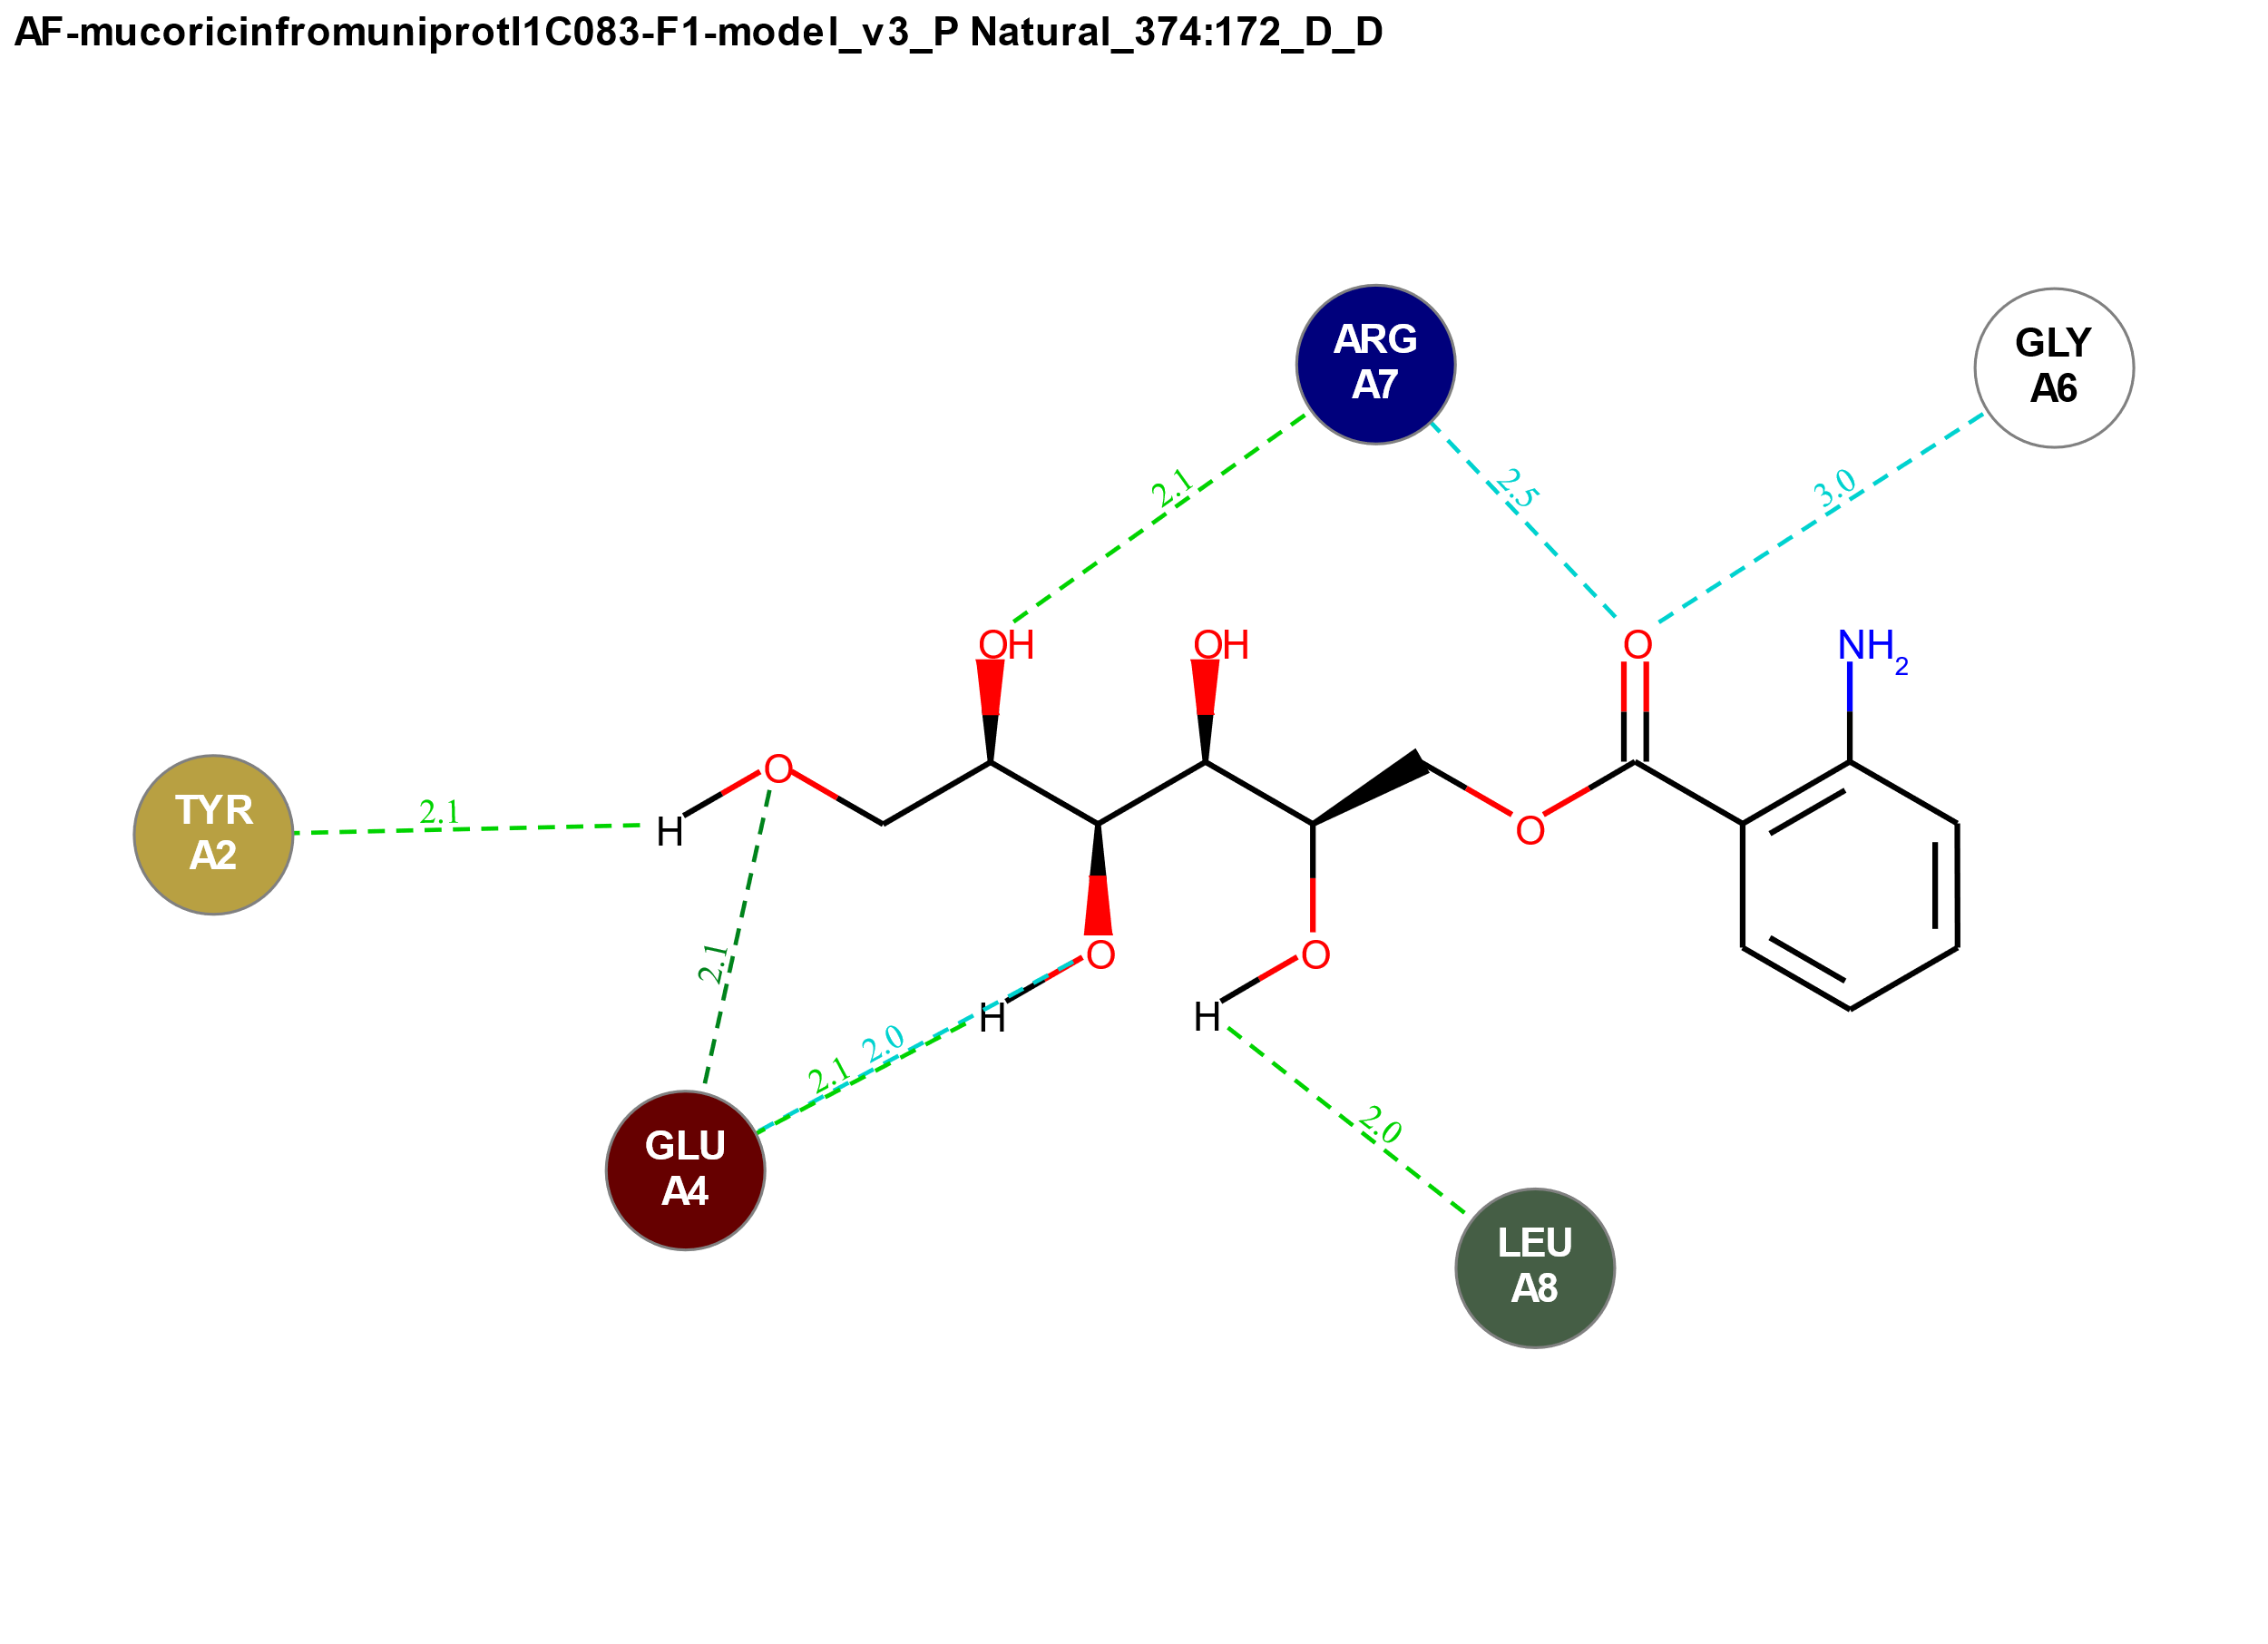 AF-mucoricinfromuniprotI1C083-F1-model_v3_P Natural_374:172_D_D
ARG
A7
GLY
A6
2.1
2.5
3.0
OH
OH
O
NH2
O
TYR
A2
2.1
H
O
2.1
O
O
H
H
2.0
2.1
2.0
GLU
A4
LEU
A8